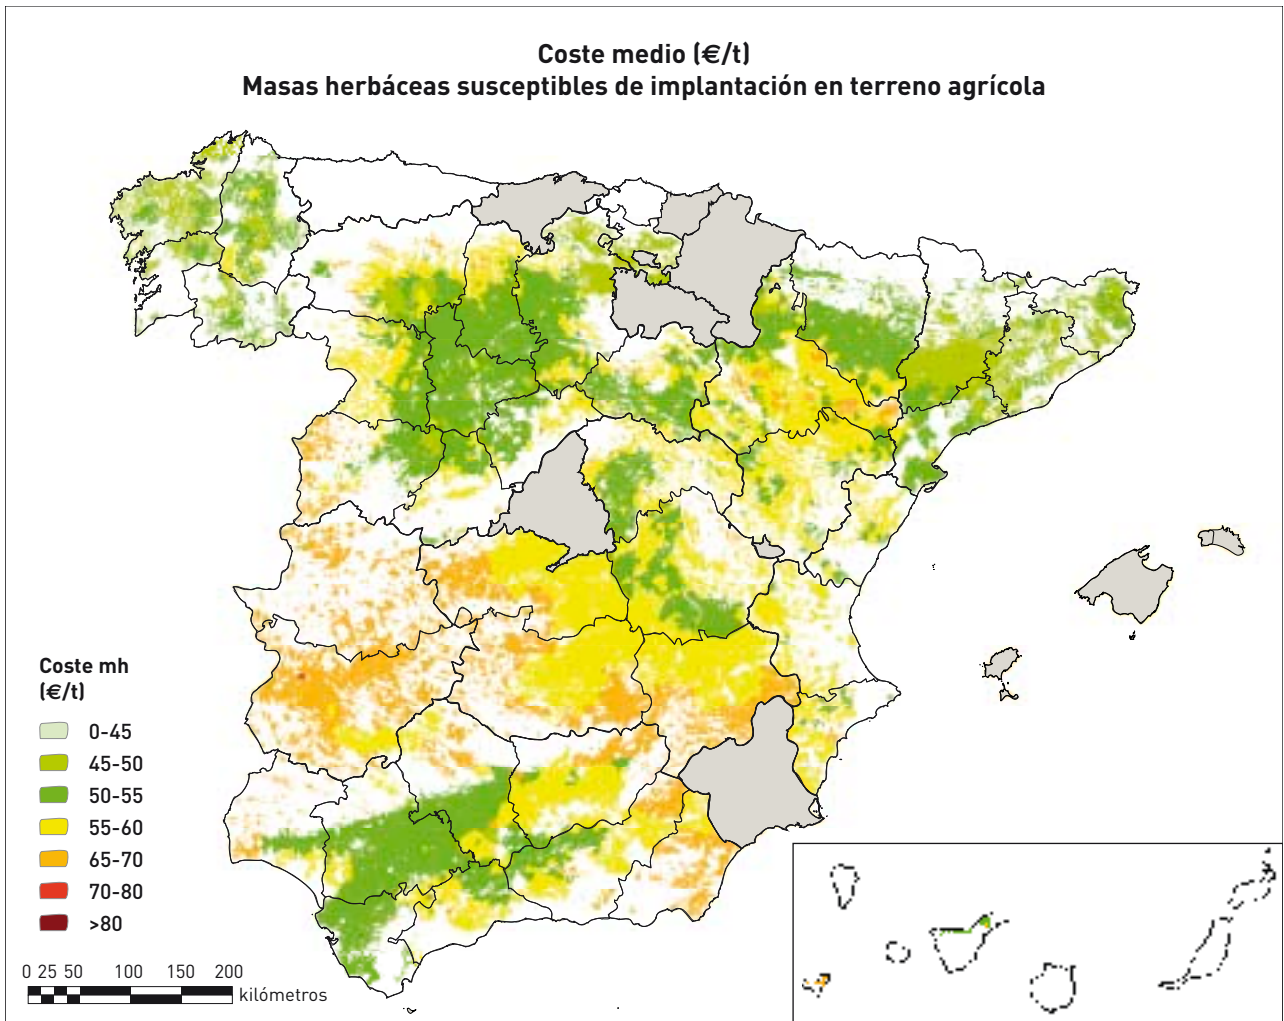 Coste medio (€/t)
Masas herbáceas susceptibles de implantación en terreno agrícola
Coste mh
(€/t)
0-45
45-50
50-55
55-60
65-70
70-80
>80
0 25 50 100 150 200
kilómetros